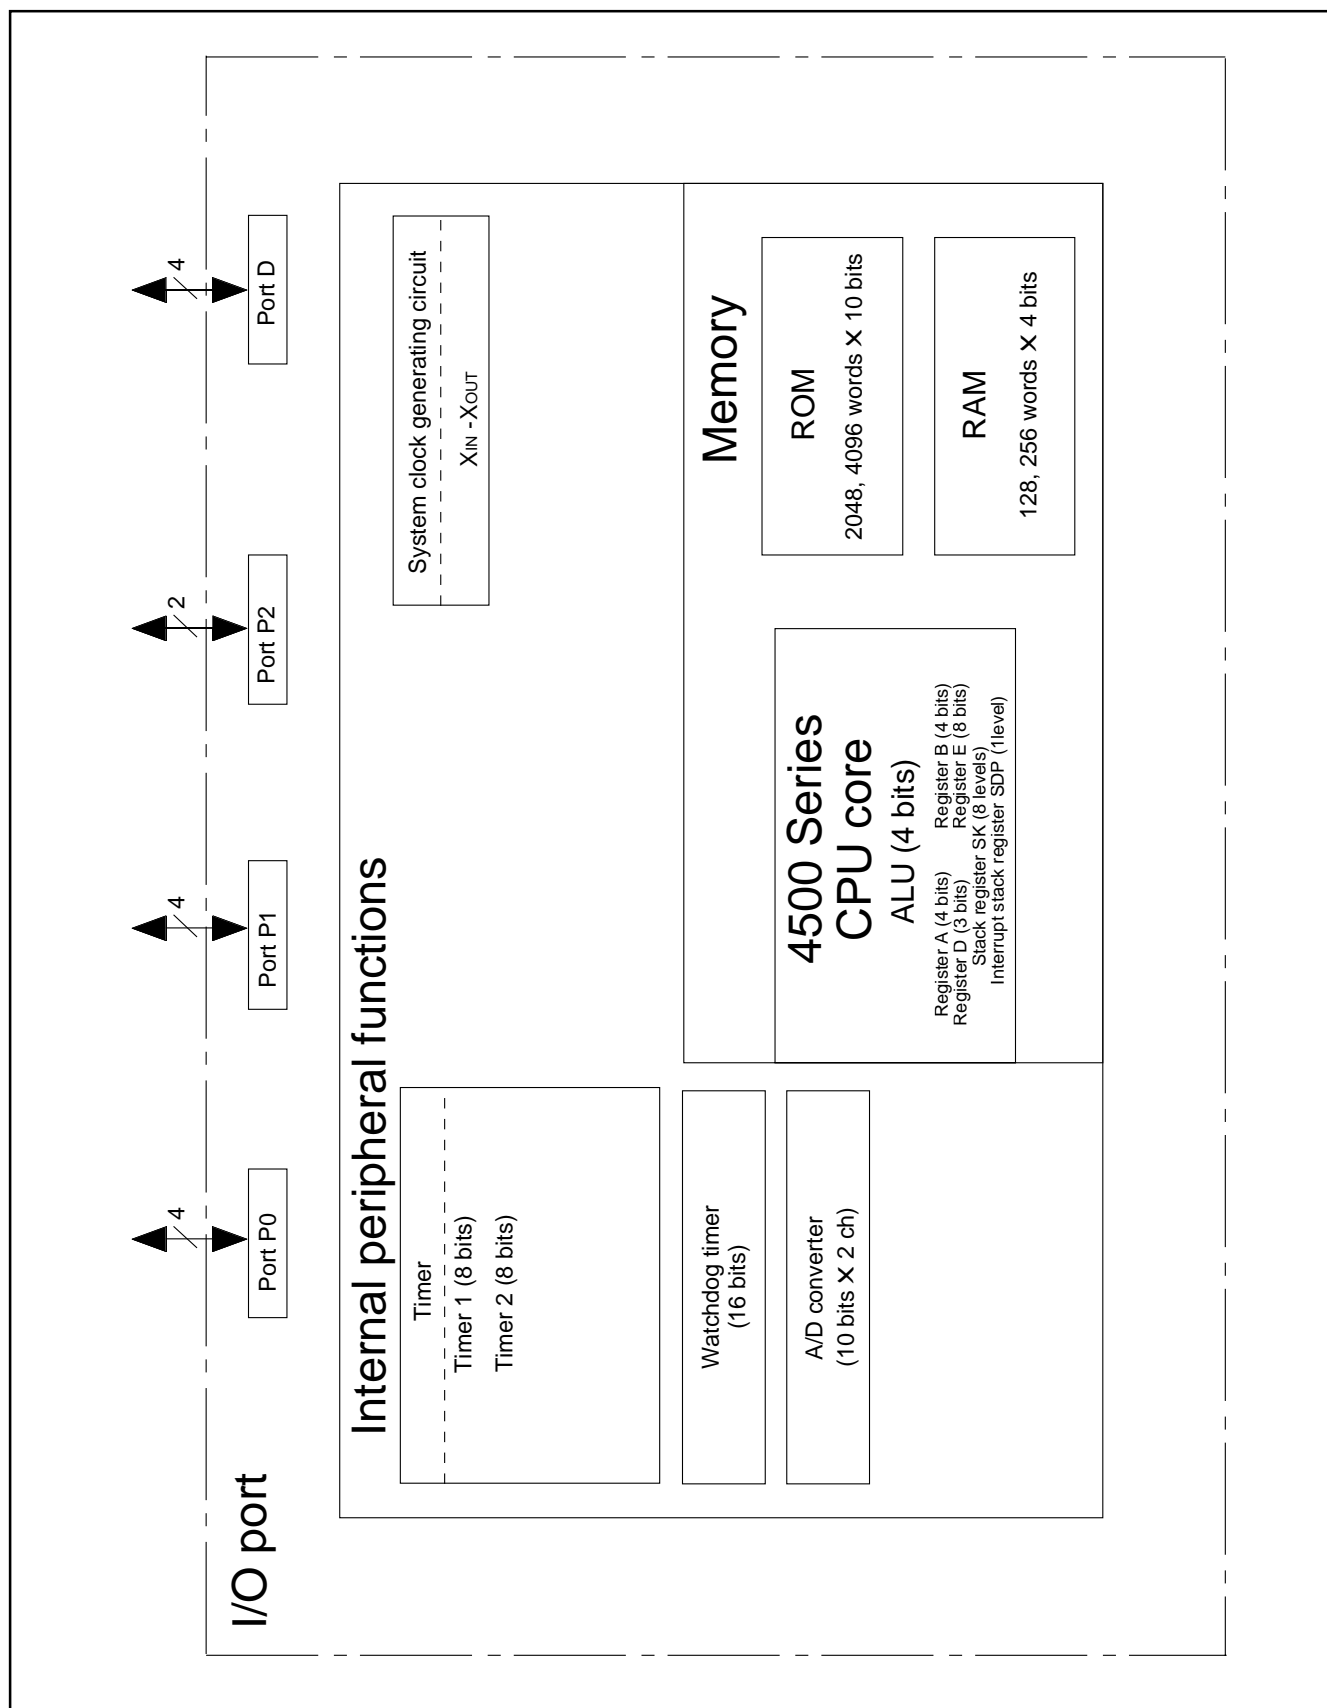 I/O port
4
4
2
4
Port P0
Port P1
Port P2
Port D
Internal peripheral functions
Timer
Timer 1 (8 bits)
Timer 2 (8 bits)
System clock generating circuit
XIN -XOUT
Watchdog timer
(16 bits)
A/D converter
(10 bits X 2 ch)
4500 Series
CPU core
ALU (4 bits)
Register A (4 bits) Register B (4 bits)
Register D (3 bits) Register E (8 bits)
Stack register SK (8 levels)
Interrupt stack register SDP (1level)
Memory
ROM
2048, 4096 words X 10 bits
RAM
128, 256 words X 4 bits